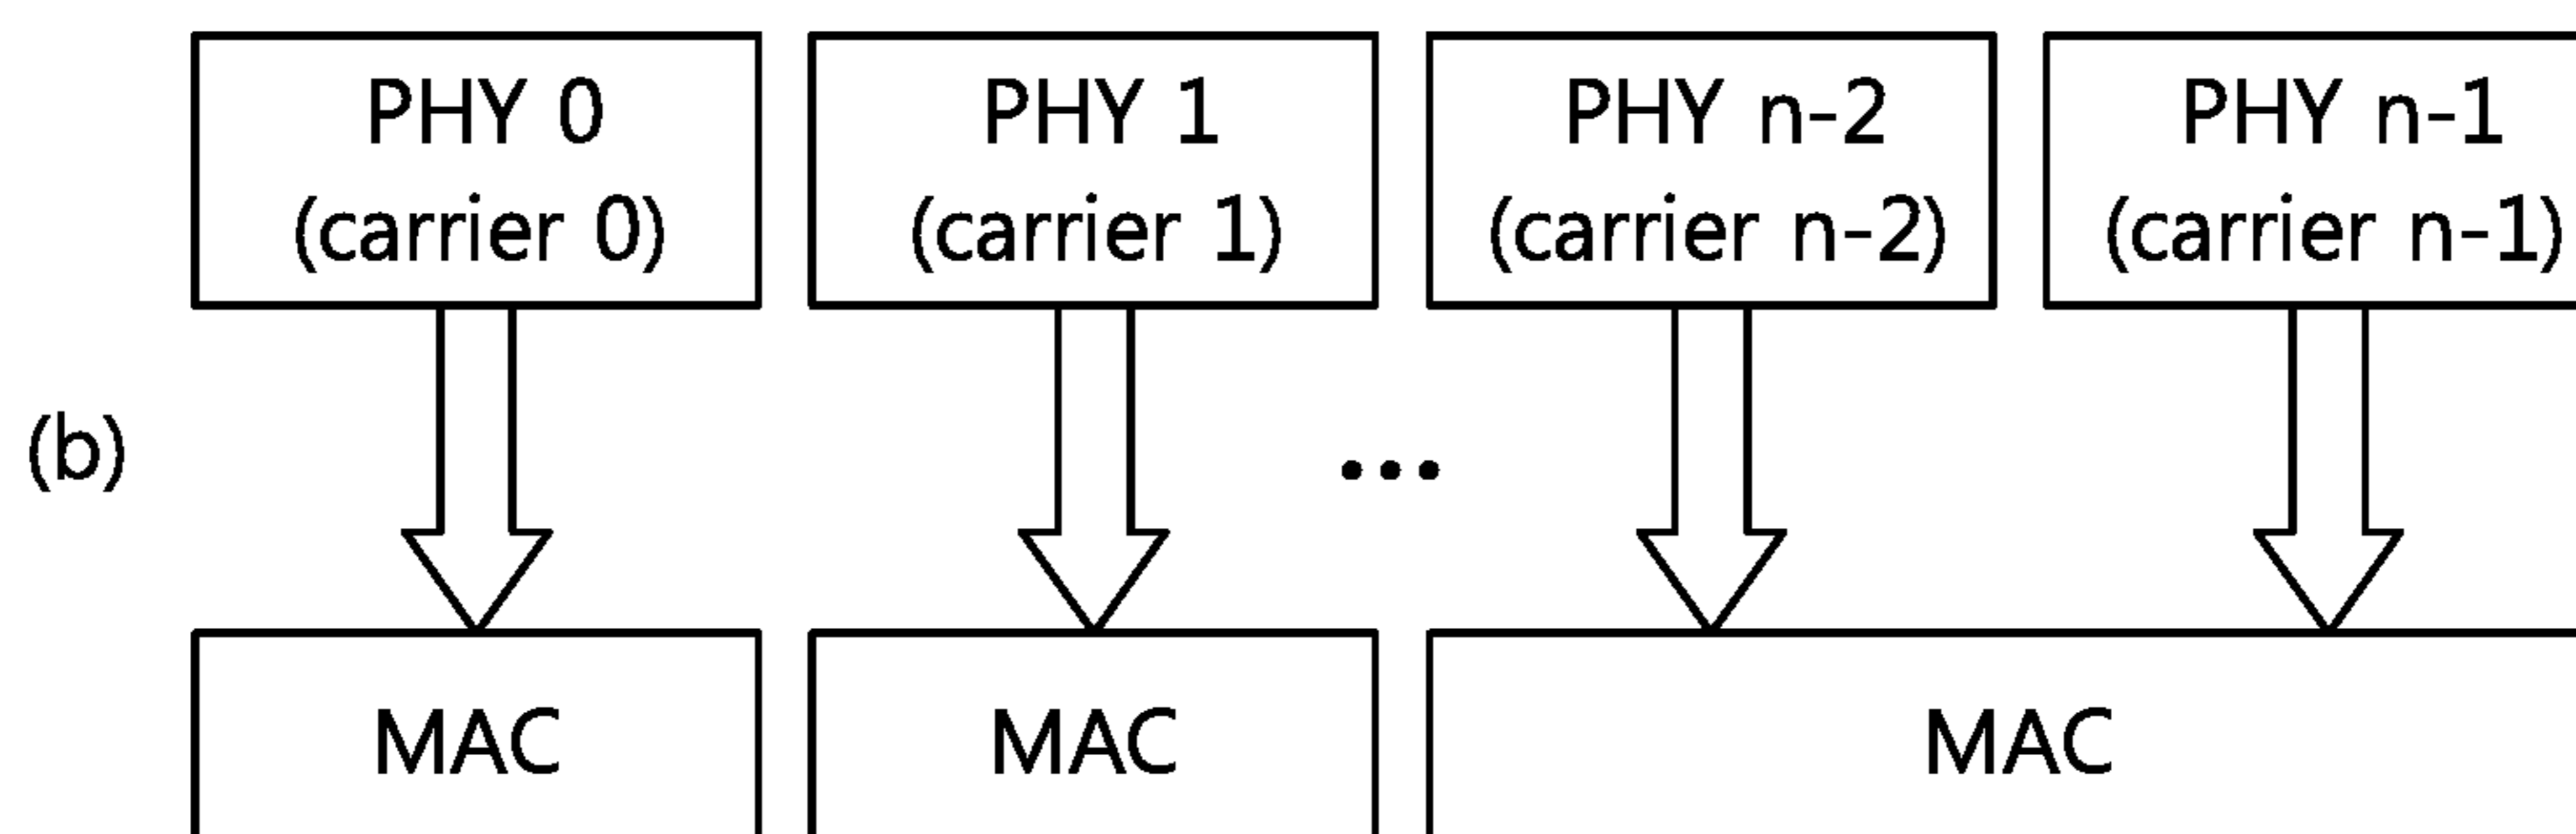 PHY 0
(carrier 0)
PHY 1
(carrier 1)
PHY n-2
(carrier n-2)
PHY n-1
(carrier n-1)
(b)
...
MAC
MAC
MAC